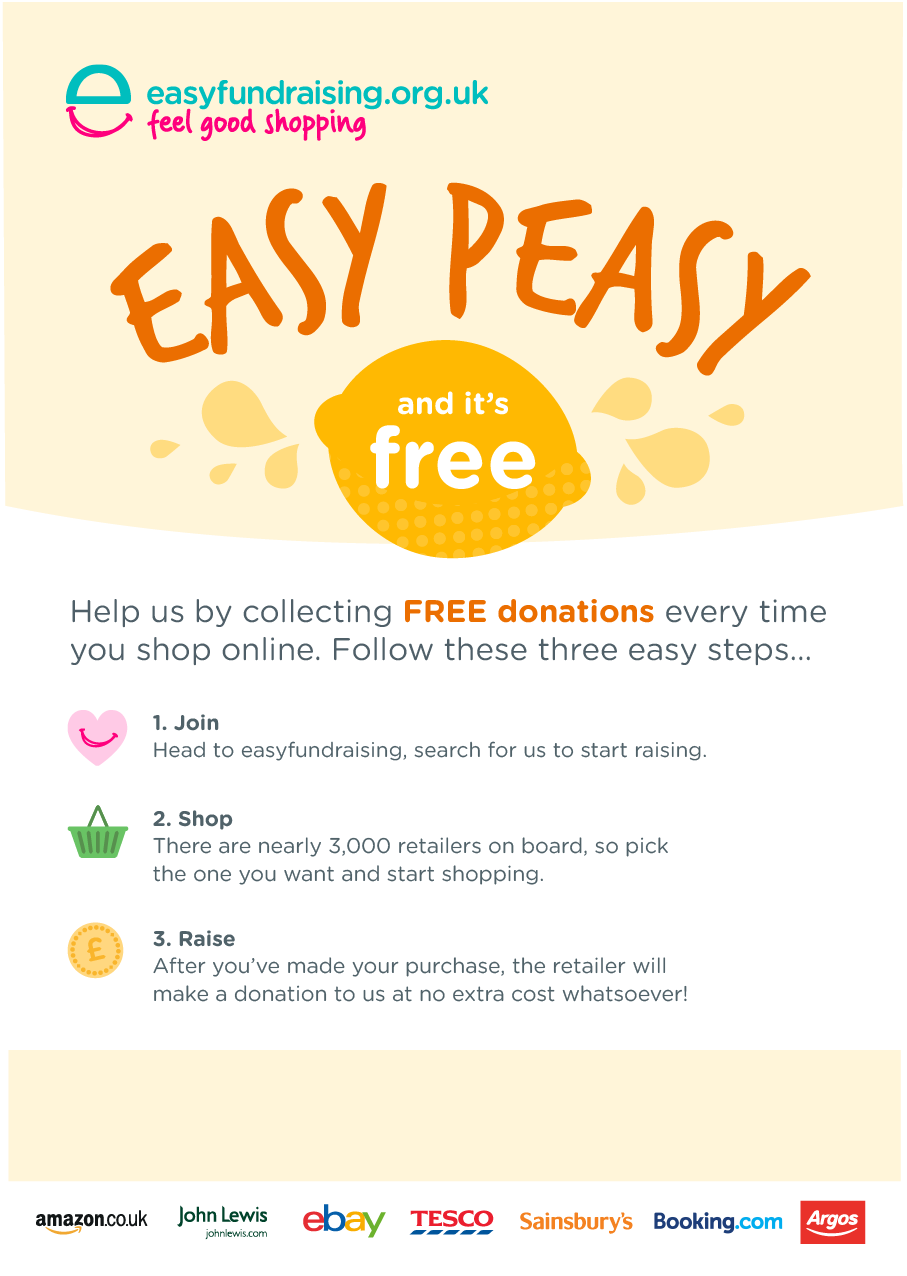 easyfundraising.org.uk
feel good shopping
EASY PEASY
and it's
free
Help us by collecting FREE donations every time
you shop online. Follow these three easy steps...
1. Join
Head to easyfundraising, search for us to start raising.
2. Shop
There are nearly 3,000 retailers on board, so pick
the one you want and start shopping.
£
3. Raise
After you've made your purchase, the retailer will
make a donation to us at no extra cost whatsoever!
amazon.co.uk
John Lewis
johnlewis.com
ebay
TESCO
Sainsbury's
Booking.com
Argos